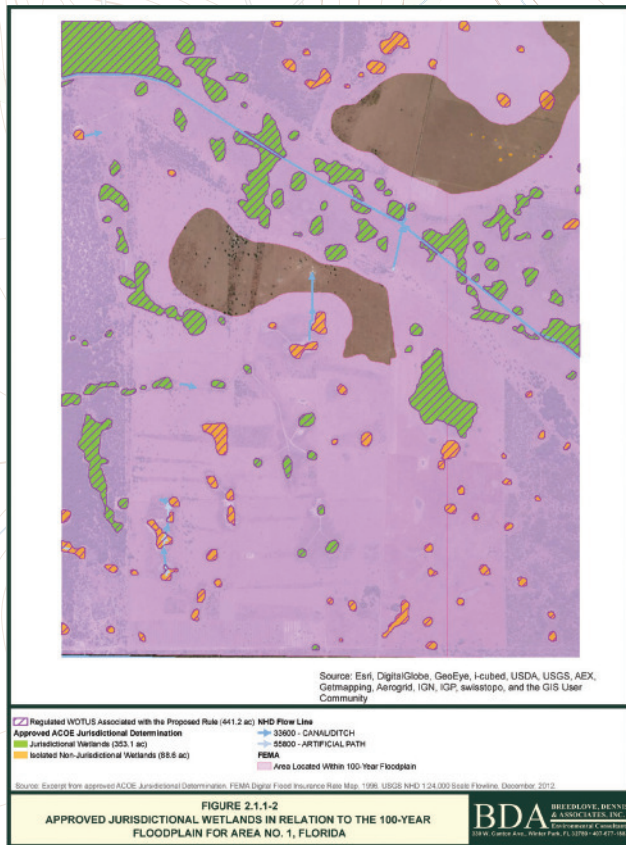 Source: Esri, DigitalGlobe, GeoEye, i-cubed, USDA, USGS, AEX,
Getmapping, Aerogrid, IGN, IGP, swisstopo, and the GIS User
Community
Regulated WOTUS Associated with the Proposed Rule (441.2 ac)
Approved ACOE Jurisdictional Determination
Jurisdictional Wetlands (353.1 ac)
Isolated Non-Jurisdictional Wetlands (88.6 ac)
NHD Flow Line
33600 - CANAL/DITCH
55800 - ARTIFICIAL PATH
FEMA
Area Located Within 100-Year Floodplain
Source: Excerpt from approved ACOE Jurisdictional Determination. FEMA Digital Flood Insurance Rate Map, 1996. USGS NHD 1:24,000 Scale Flowline, December, 2012.
FIGURE 2.1.1-2
APPROVED JURISDICTIONAL WETLANDS IN RELATION TO THE 100-YEAR
FLOODPLAIN FOR AREA NO. 1, FLORIDA
BDA
BREEDLOVE, DENNI
& ASSOCIATES, INC.
Environmental Consultant
Winter Park, FL